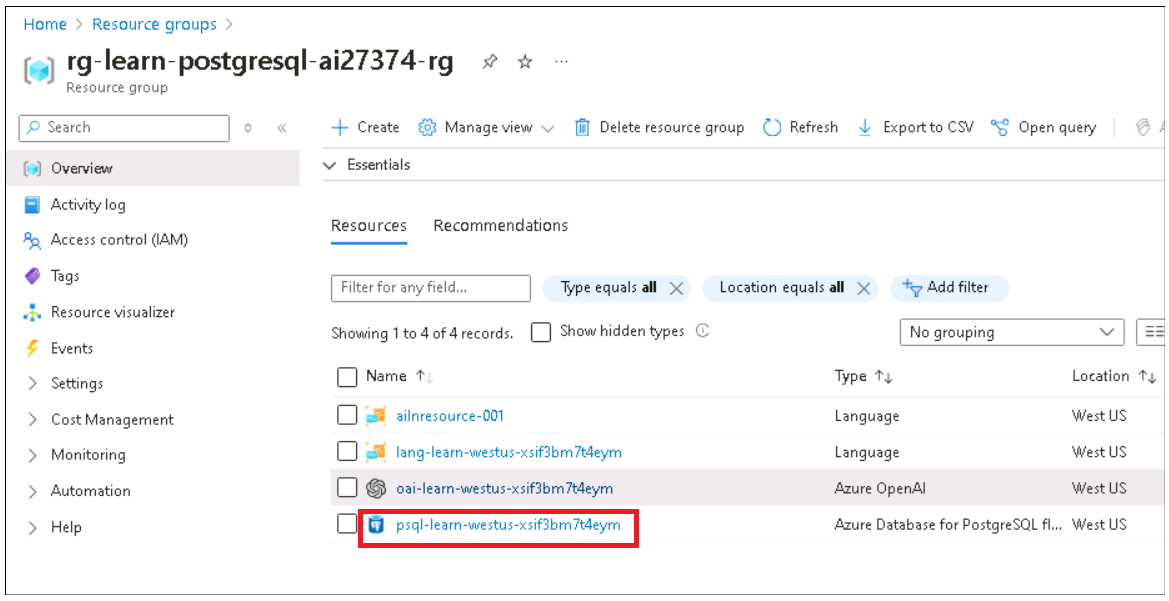 Home > Resource groups >
rg-learn-postgresql-ai27374-rg
Resource group
Search
Create Manage view Delete resource group Refresh Export to CSV Open query
Essentials
Overview
Activity log
Access control (IAM)
Tags
Resource visualizer
Events
Settings
Cost Management
Monitoring
Automation
Help
Resources Recommendations
Filter for any field... Type equals all Location equals all Add filter
Showing 1 to 4 of 4 records. Show hidden types No grouping
Name Type Location
ailnresource-001 Language West US
lang-learn-westus-xsif3bm7t4eym Language West US
oai-learn-westus-xsif3bm7t4eym Azure OpenAI West US
psql-learn-westus-xsif3bm7t4eym Azure Database for PostgreSQL fl... West US